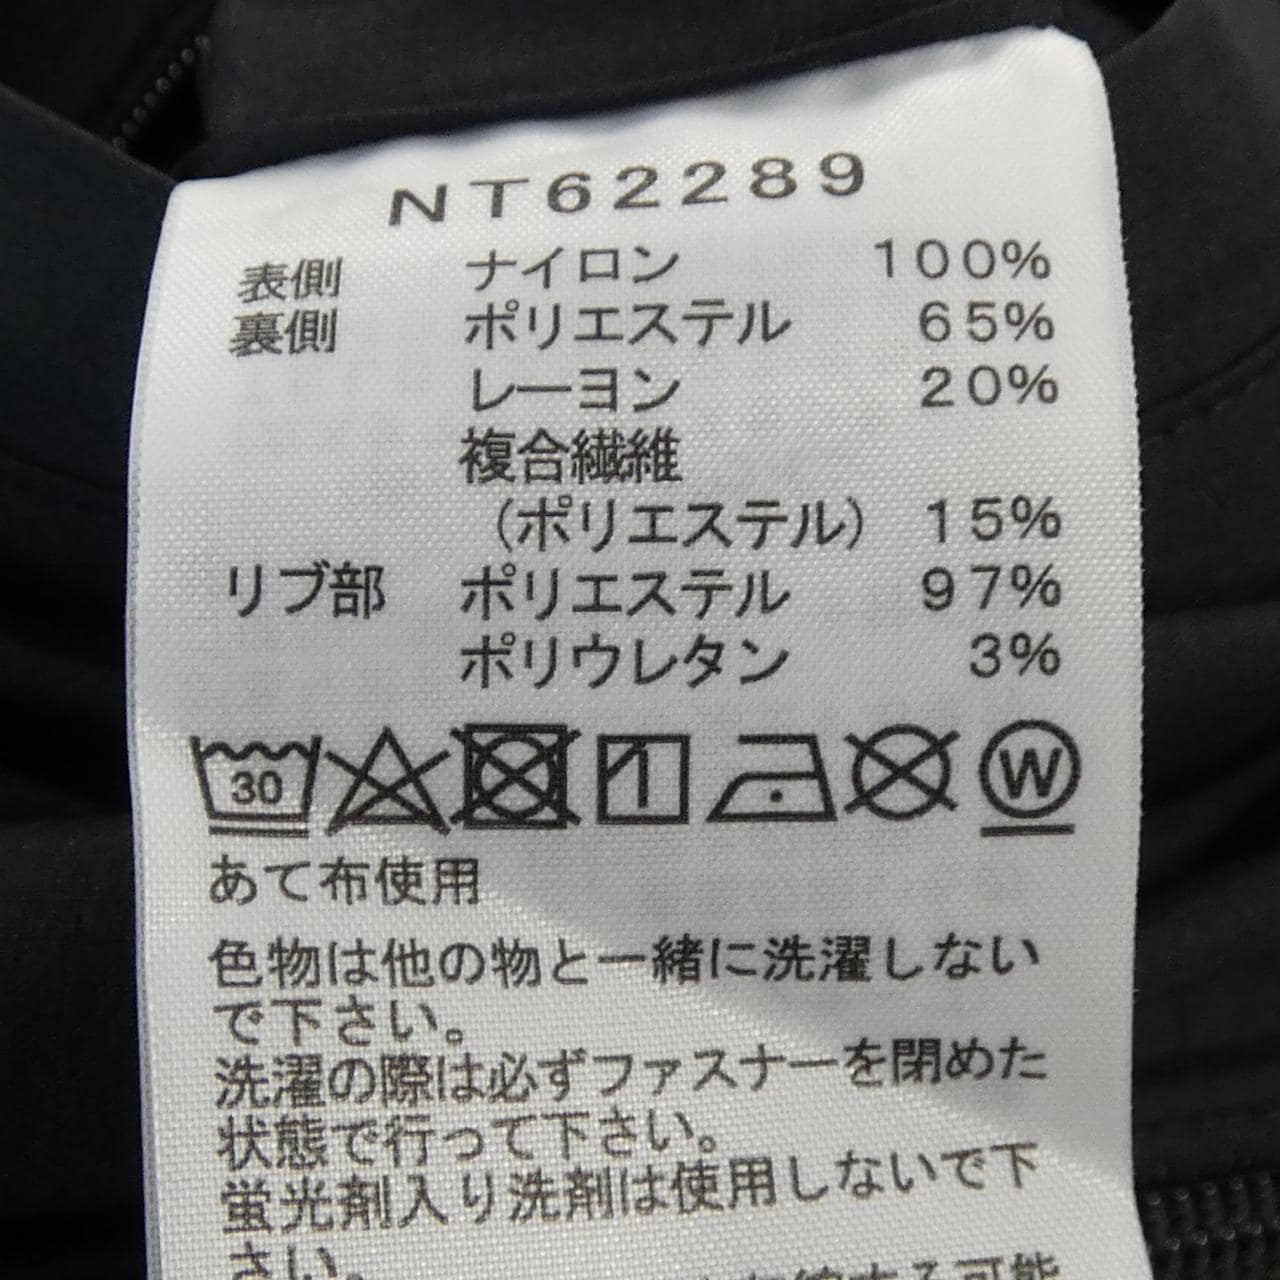 NT62289
表側 ナイロン 100%
裏側 ポリエステル 65%
レーヨン 20%
複合繊維
(ポリエステル) 15%
リブ部 ポリエステル 97%
ポリウレタン 3%
30 1 W
あて布使用
色物は他の物と一緒に洗濯しない
で下さい。
洗濯の際は必ずファスナーを閉めた
状態で行って下さい。
蛍光剤入り洗剤は使用しないで下
さい。
する可能